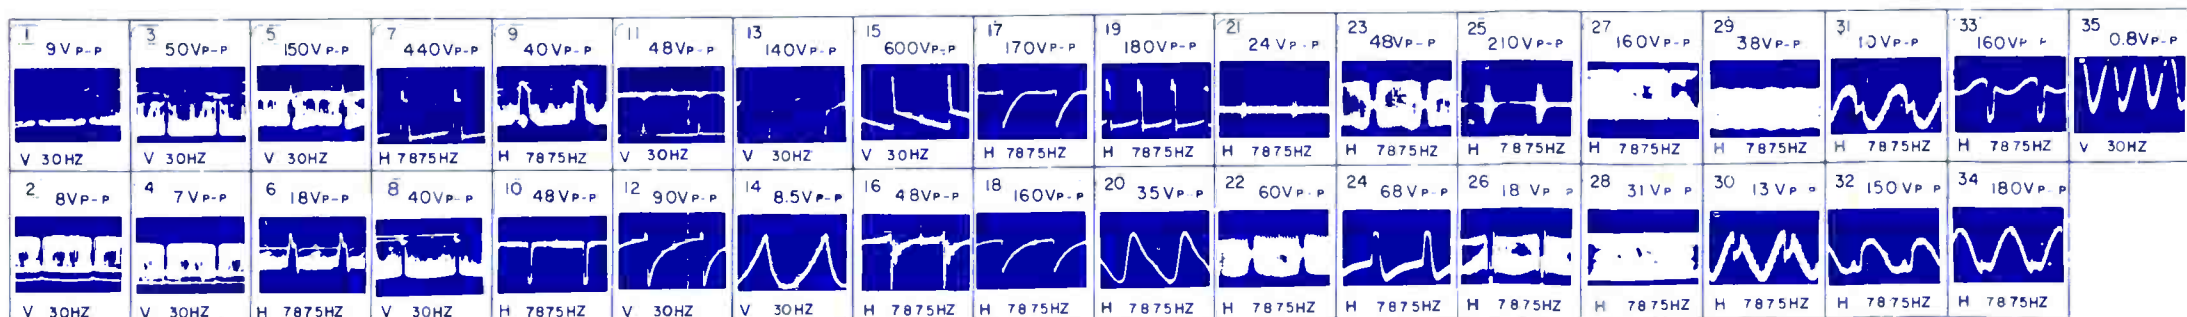 1 9VP-P
V 30HZ
3 50VP-P
V 30HZ
5 150VP-P
V 30HZ
7 440VP-P
H 7875HZ
9 40VP-P
H 7875HZ
11 48VP-P
V 30HZ
13 140VP-P
V 30HZ
15 600VP-P
V 30HZ
17 170VP-P
H 7875HZ
19 180VP-P
H 7875HZ
21 24VP-P
H 7875HZ
23 48VP-P
H 7875HZ
25 210VP-P
H 7875HZ
27 160VP-P
H 7875HZ
29 38VP-P
H 7875HZ
31 10VP-P
H 7875HZ
33 160VP-P
H 7875HZ
35 0.8VP-P
V 30HZ
2 8VP-P
V 30HZ
4 7VP-P
V 30HZ
6 18VP-P
H 7875HZ
8 40VP-P
V 30HZ
10 48VP-P
H 7875HZ
12 90VP-P
V 30HZ
14 8.5VP-P
V 30HZ
16 48VP-P
H 7875HZ
18 160VP-P
H 7875HZ
20 35VP-P
H 7875HZ
22 60VP-P
H 7875HZ
24 68VP-P
H 7875HZ
26 18VP-P
H 7875HZ
28 31VP-P
H 7875HZ
30 13VP-P
H 7875HZ
32 150VP-P
H 7875HZ
34 180VP-P
H 7875HZ